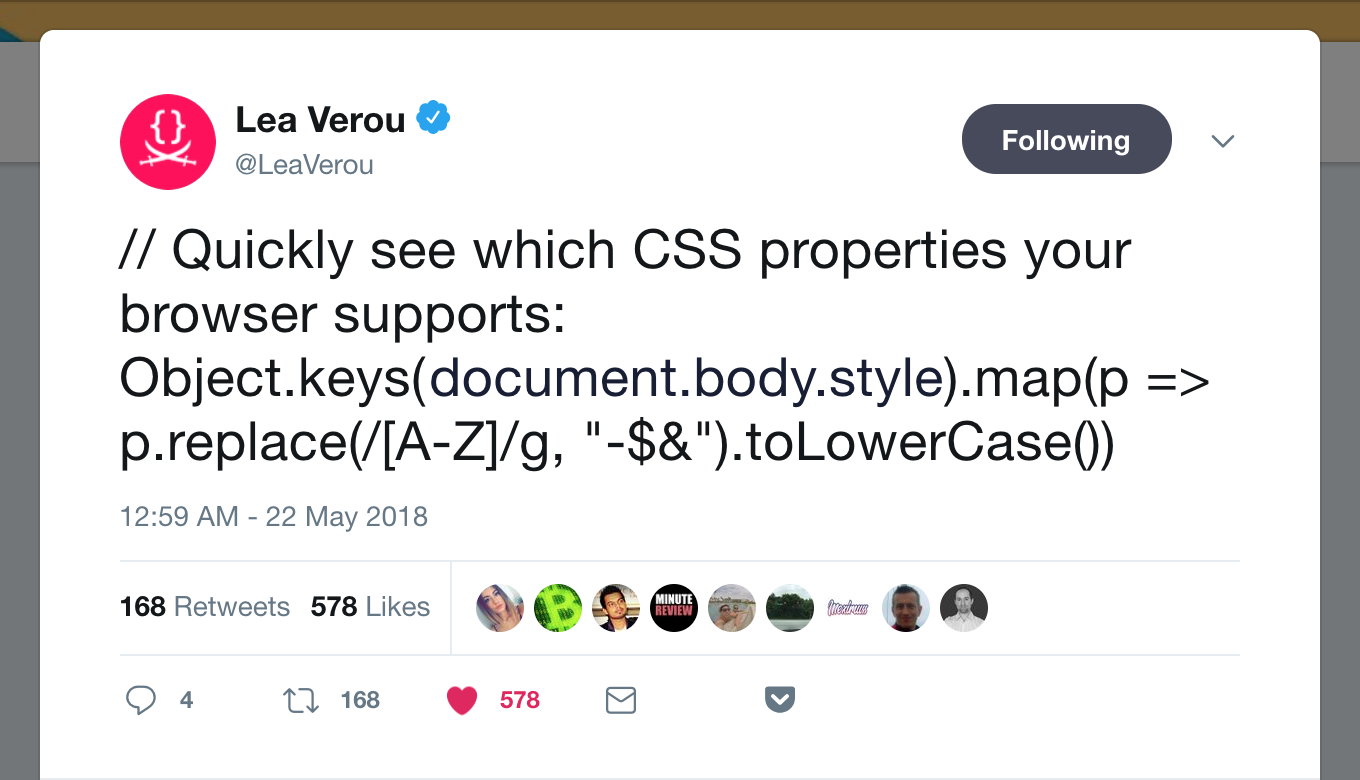 Lea Verou
@LeaVerou
Following
// Quickly see which CSS properties your
browser supports:
Object.keys(document.body.style).map(p =>
p.replace(/[A-Z]/g, "-$&").toLowerCase())
12:59 AM - 22 May 2018
168 Retweets 578 Likes
MINUTE
REVIEW
4 168 578